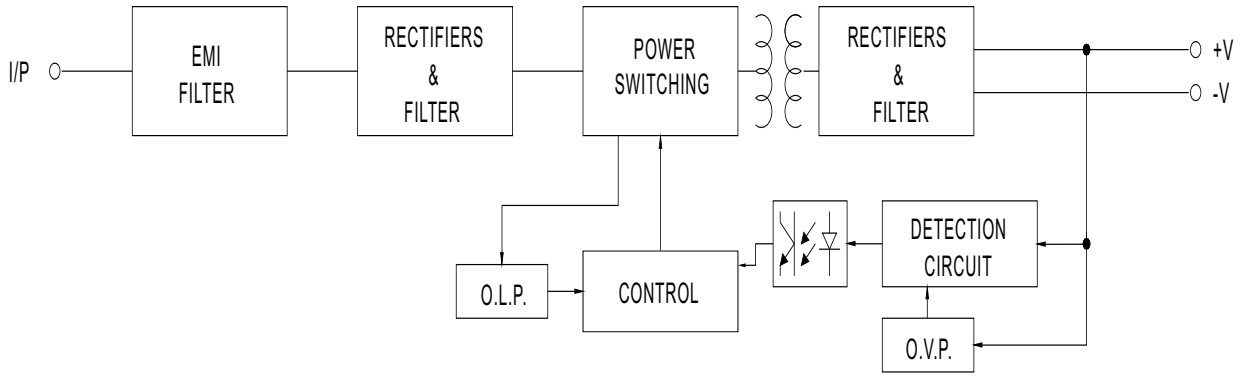 I/P
EMI
FILTER
RECTIFIERS
&
FILTER
POWER
SWITCHING
RECTIFIERS
&
FILTER
+V
-V
O.L.P.
CONTROL
DETECTION
CIRCUIT
O.V.P.